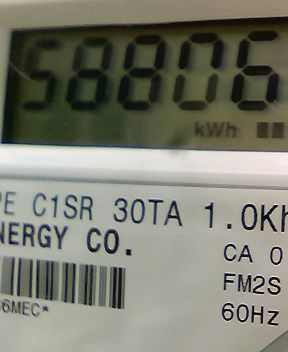 58806
kWh
PE C1SR 30TA 1.0Kh
NERGY CO.
CA 0
FM2S
6MEC*
60Hz